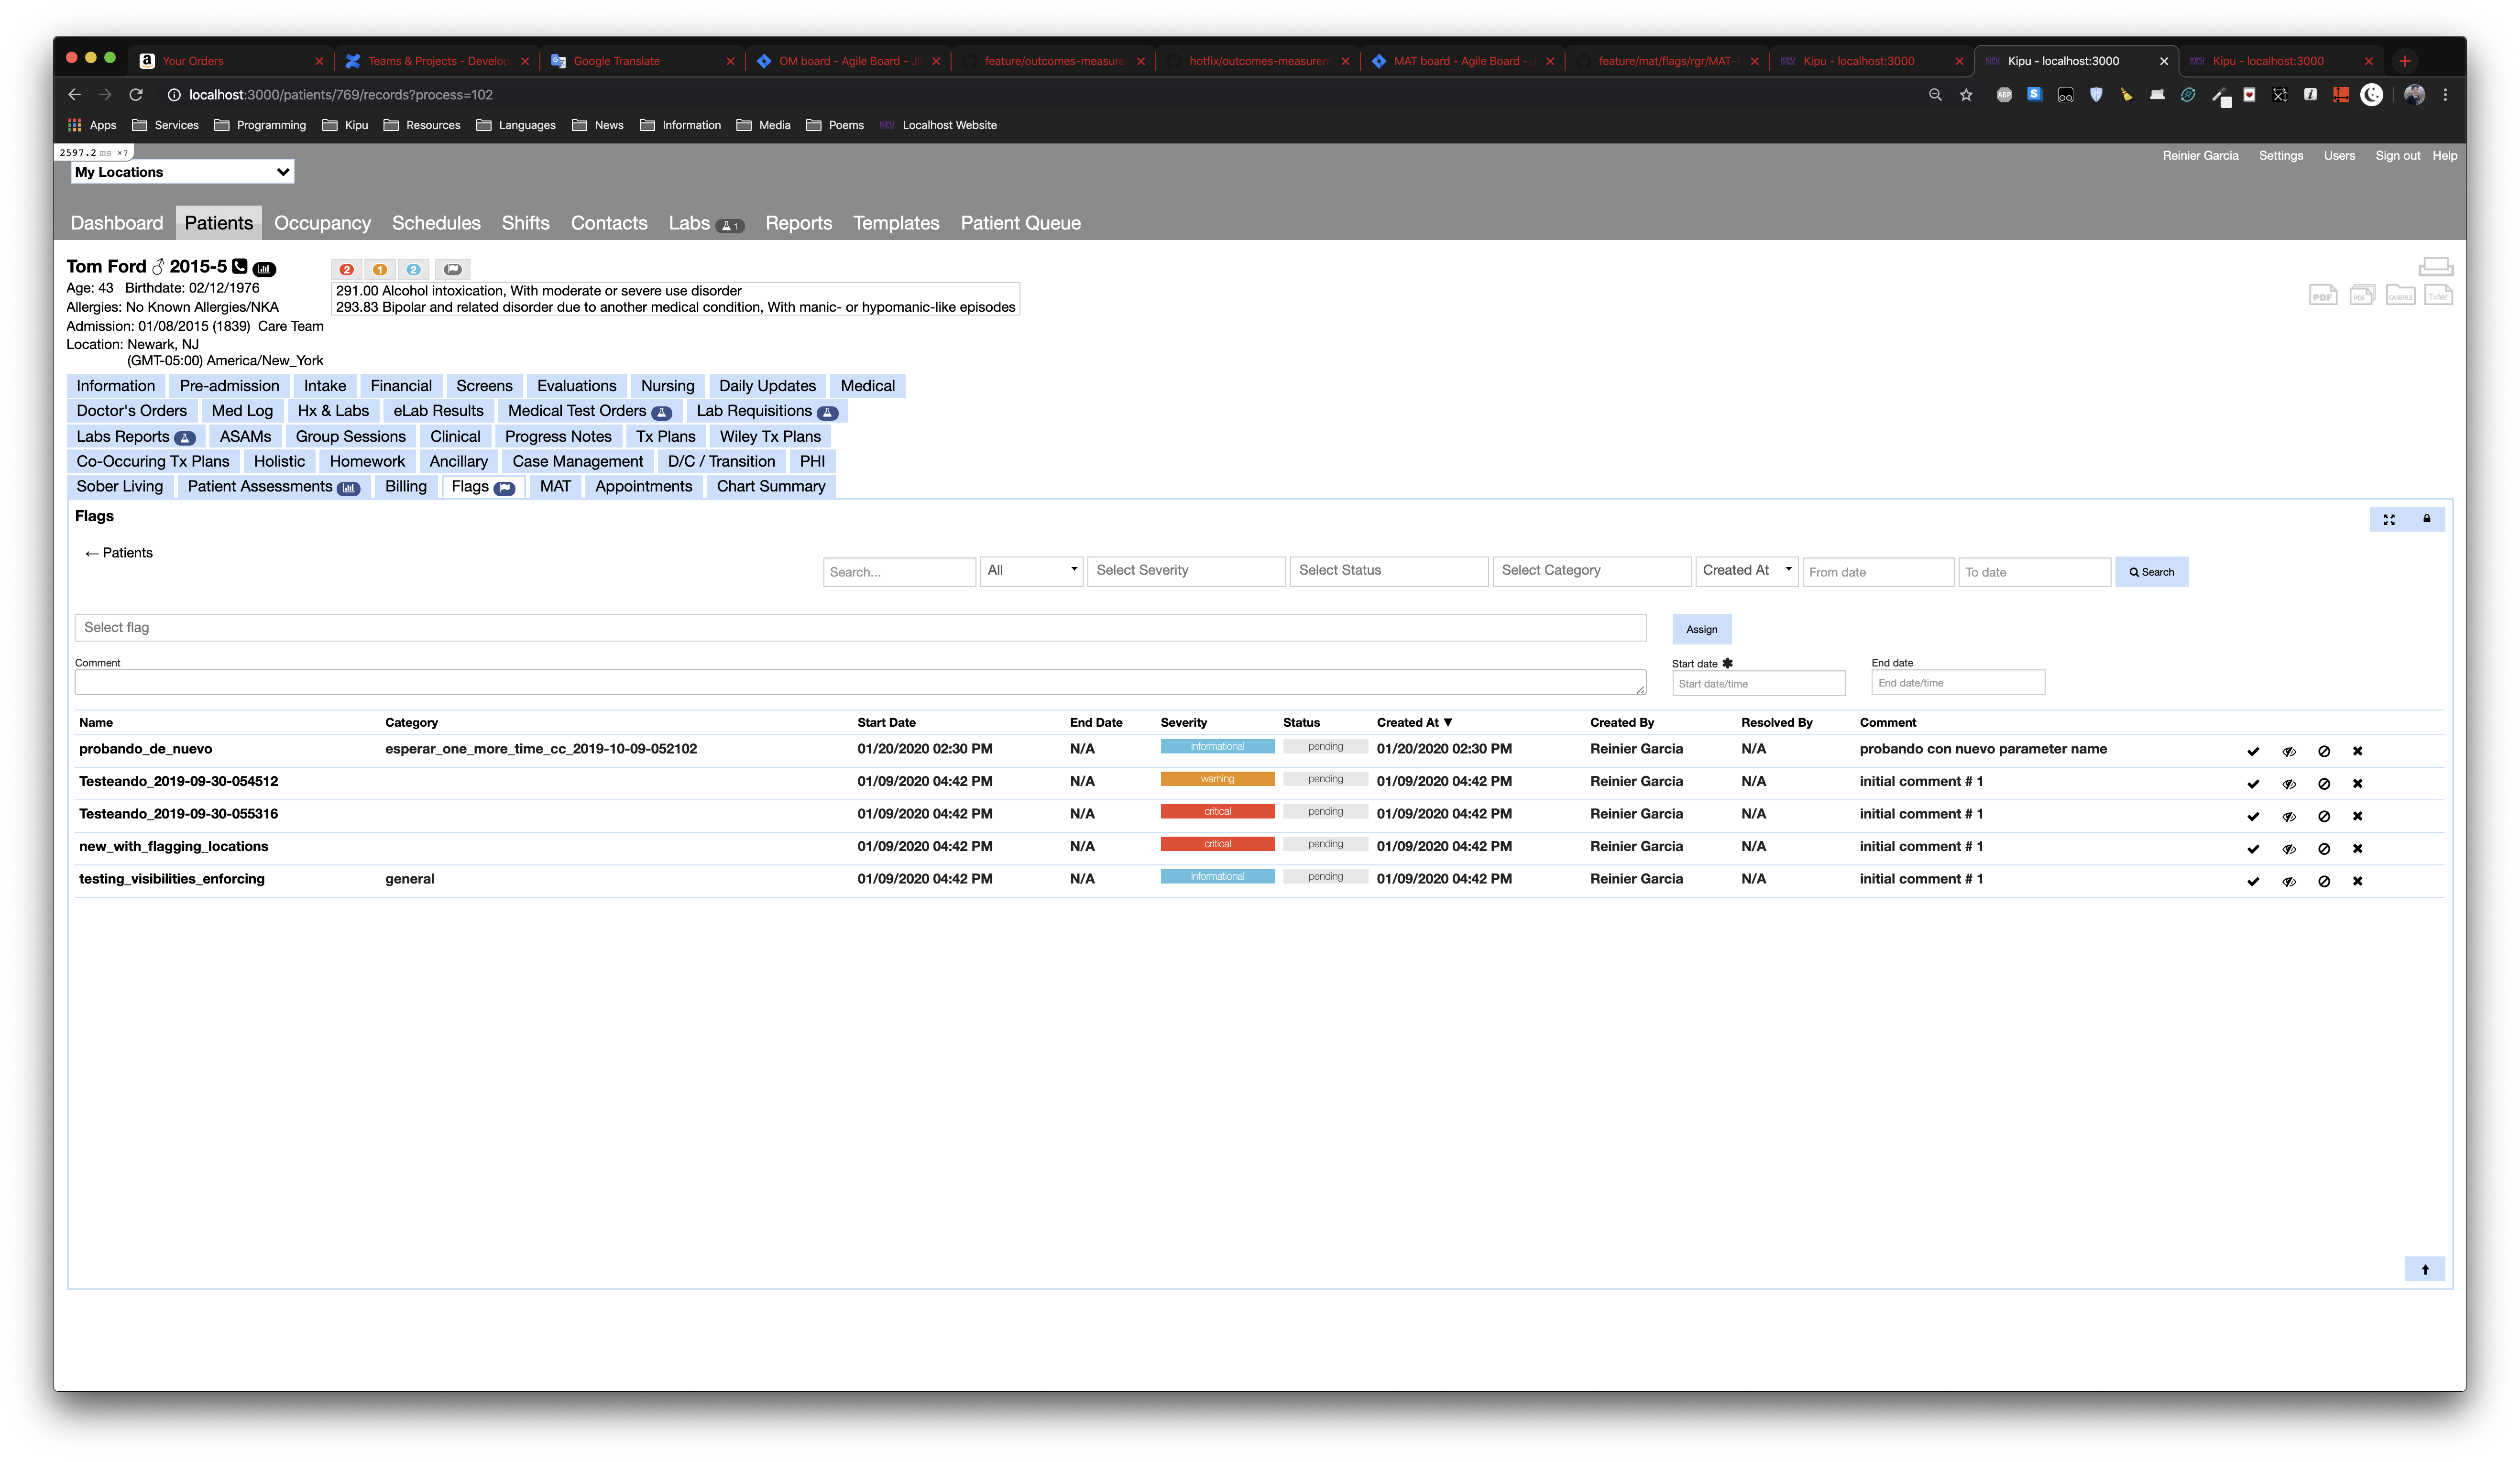 Your Orders
Teams & Projects - Develop
Google Translate
OM board - Agile Board - JI
feature/outcomes-measure
hotfix/outcomes-measurem
MAT board - Agile Board - J
feature/mat/flags/rgr/MAT-
Kipu - localhost:3000
Kipu - localhost:3000
Kipu - localhost:3000
localhost:3000/patients/769/records?process=102
Apps Services Programming Kipu Resources Languages News Information Media Poems Localhost Website
2597.2 ms ×7
My Locations
Reinier Garcia Settings Users Sign out Help
Dashboard Patients Occupancy Schedules Shifts Contacts Labs 1 Reports Templates Patient Queue
Tom Ford ♂ 2015-5
2 1 2
Age: 43 Birthdate: 02/12/1976
291.00 Alcohol intoxication, With moderate or severe use disorder
Allergies: No Known Allergies/NKA
293.83 Bipolar and related disorder due to another medical condition, With manic- or hypomanic-like episodes
PDF PDF CASEFILE Txfer
Admission: 01/08/2015 (1839) Care Team
Location: Newark, NJ
(GMT-05:00) America/New_York
Information Pre-admission Intake Financial Screens Evaluations Nursing Daily Updates Medical
Doctor's Orders Med Log Hx & Labs eLab Results Medical Test Orders Lab Requisitions
Labs Reports ASAMs Group Sessions Clinical Progress Notes Tx Plans Wiley Tx Plans
Co-Occuring Tx Plans Holistic Homework Ancillary Case Management D/C / Transition PHI
Sober Living Patient Assessments Billing Flags MAT Appointments Chart Summary
Flags
← Patients
Search... All Select Severity Select Status Select Category Created At From date To date Search
Select flag Assign
Comment Start date ✱ End date
Start date/time End date/time
Name Category Start Date End Date Severity Status Created At ▼ Created By Resolved By Comment
probando_de_nuevo esperar_one_more_time_cc_2019-10-09-052102 01/20/2020 02:30 PM N/A informational pending 01/20/2020 02:30 PM Reinier Garcia N/A probando con nuevo parameter name
Testeando_2019-09-30-054512 01/09/2020 04:42 PM N/A warning pending 01/09/2020 04:42 PM Reinier Garcia N/A initial comment # 1
Testeando_2019-09-30-055316 01/09/2020 04:42 PM N/A critical pending 01/09/2020 04:42 PM Reinier Garcia N/A initial comment # 1
new_with_flagging_locations 01/09/2020 04:42 PM N/A critical pending 01/09/2020 04:42 PM Reinier Garcia N/A initial comment # 1
testing_visibilities_enforcing general 01/09/2020 04:42 PM N/A informational pending 01/09/2020 04:42 PM Reinier Garcia N/A initial comment # 1